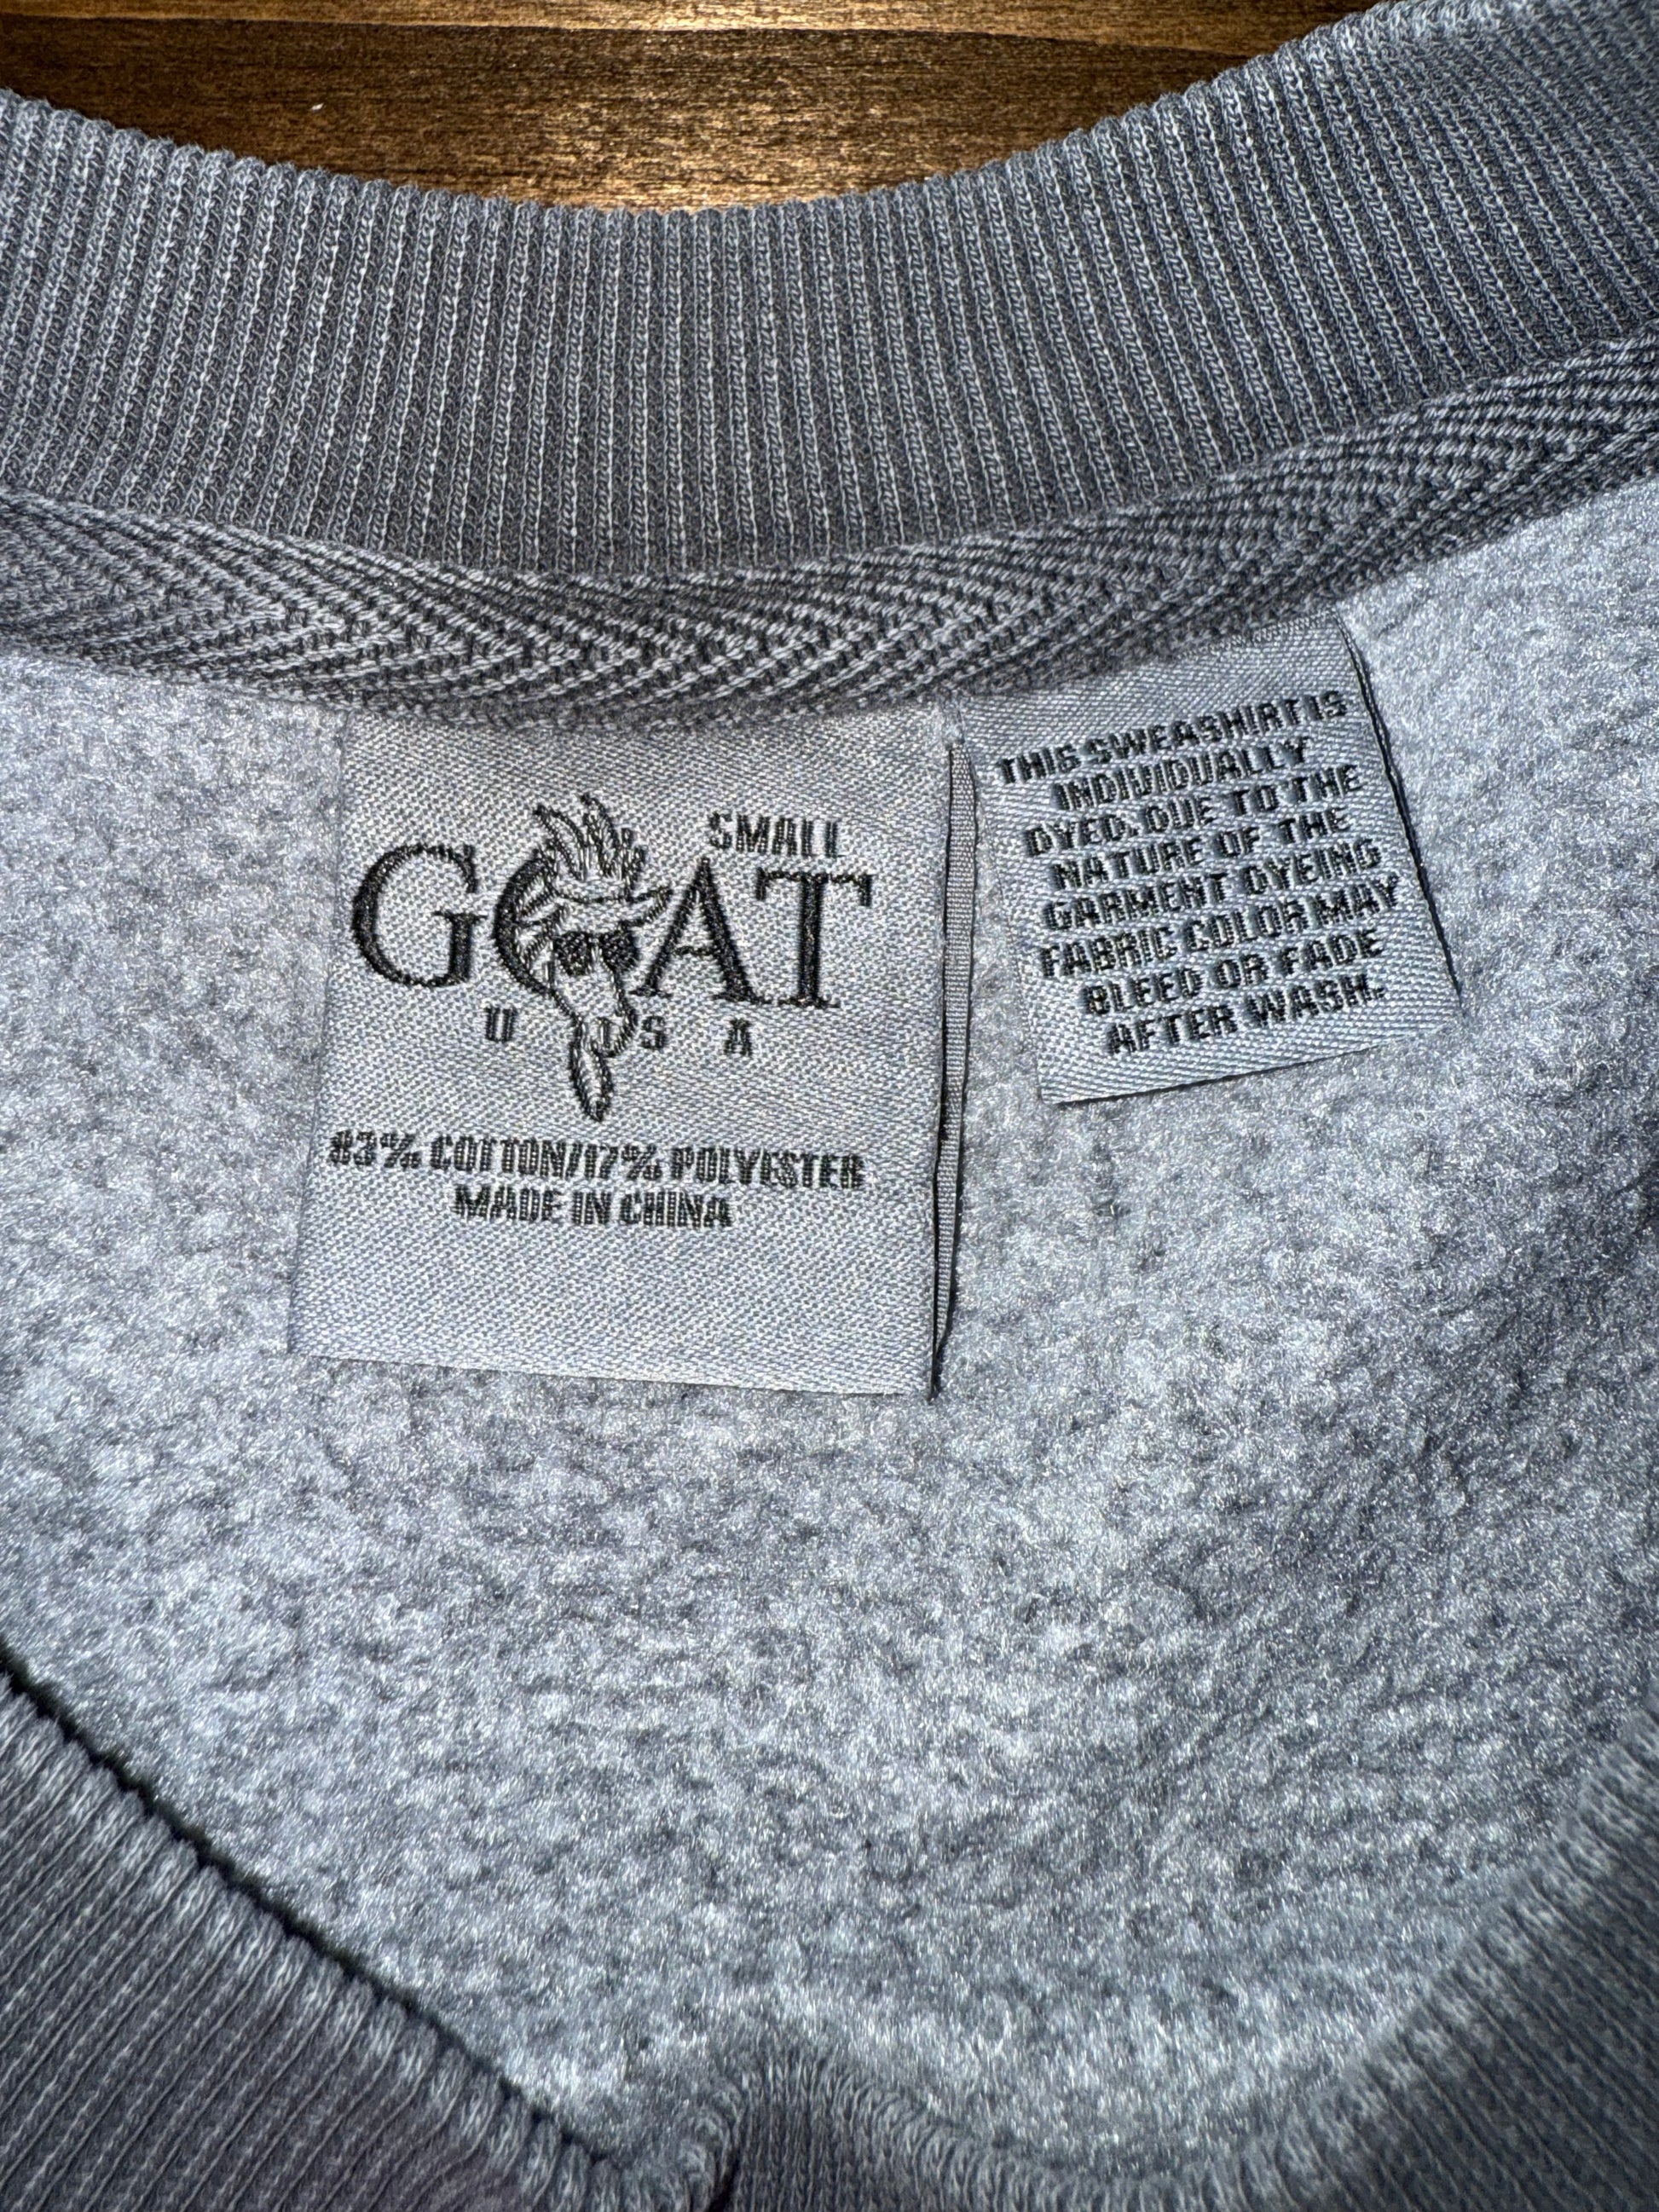 SMALL
GOAT
U S A
83% COTTON/17% POLYESTER
MADE IN CHINA
THIS SWEASHIRT IS
INDIVIDUALLY
DYED. DUE TO THE
NATURE OF THE
GARMENT DYEING
FABRIC COLOR MAY
BLEED OR FADE
AFTER WASH.